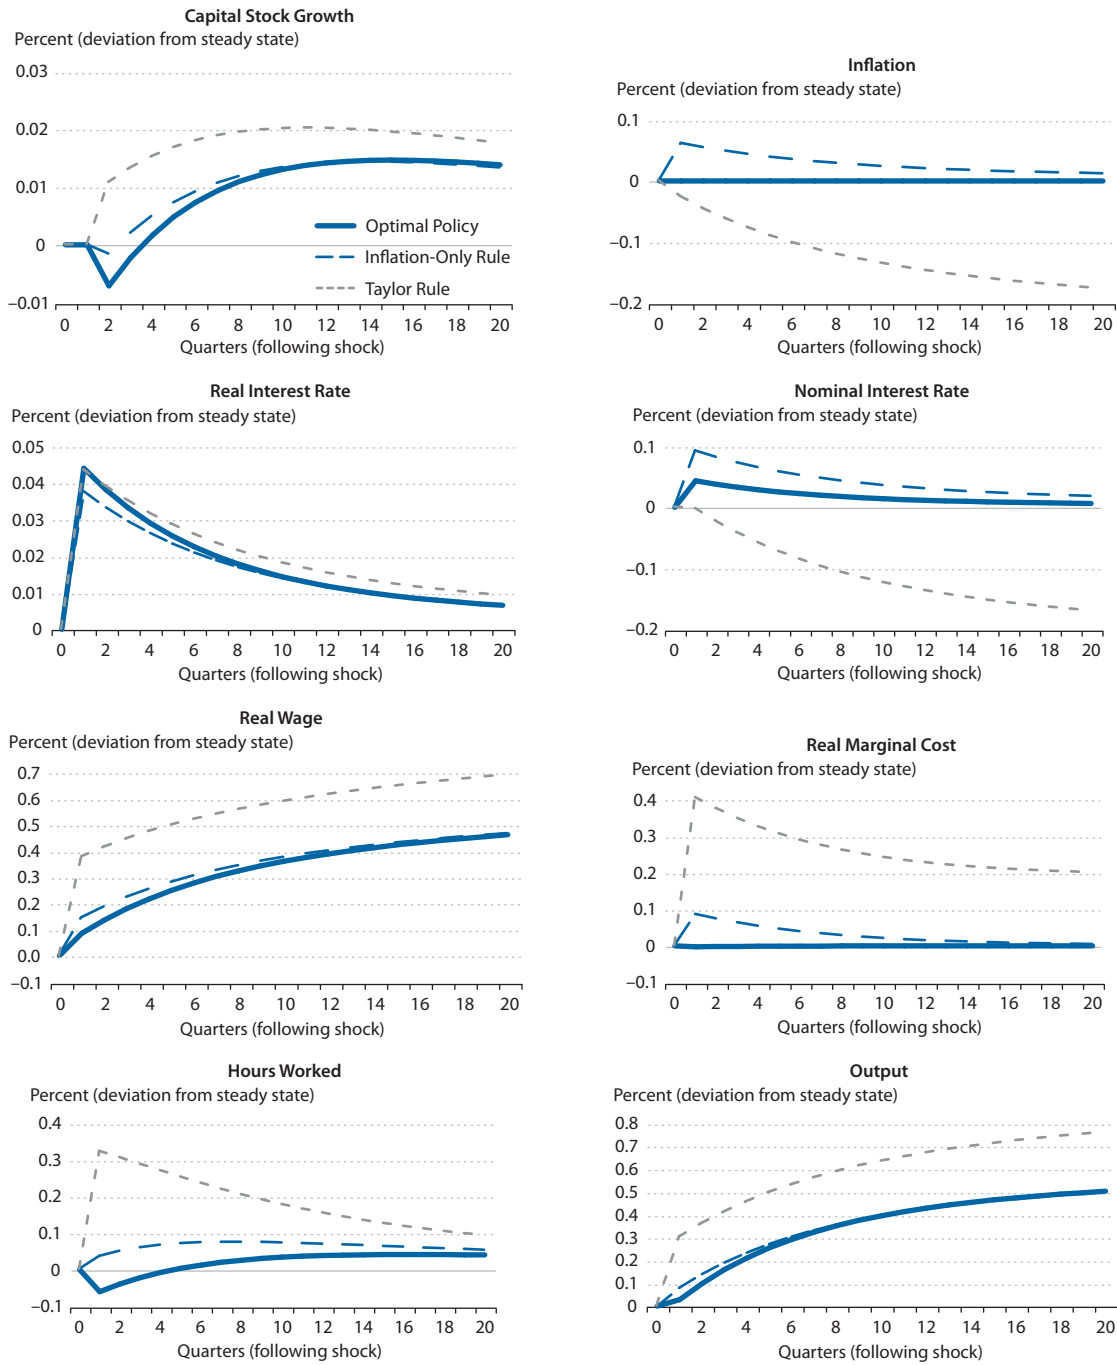 Capital Stock Growth
Percent (deviation from steady state)
0.03
0.02
0.01
0
–0.01
Optimal Policy
Inflation-Only Rule
Taylor Rule
0 2 4 6 8 10 12 14 16 18 20
Quarters (following shock)
Inflation
Percent (deviation from steady state)
0.1
0
–0.1
–0.2
0 2 4 6 8 10 12 14 16 18 20
Quarters (following shock)
Real Interest Rate
Percent (deviation from steady state)
0.05
0.04
0.03
0.02
0.01
0
0 2 4 6 8 10 12 14 16 18 20
Quarters (following shock)
Nominal Interest Rate
Percent (deviation from steady state)
0.1
0
–0.1
–0.2
0 2 4 6 8 10 12 14 16 18 20
Quarters (following shock)
Real Wage
Percent (deviation from steady state)
0.7
0.6
0.5
0.4
0.3
0.2
0.1
0.0
–0.1
0 2 4 6 8 10 12 14 16 18 20
Quarters (following shock)
Real Marginal Cost
Percent (deviation from steady state)
0.4
0.3
0.2
0.1
0
–0.1
0 2 4 6 8 10 12 14 16 18 20
Quarters (following shock)
Hours Worked
Percent (deviation from steady state)
0.4
0.3
0.2
0.1
0
–0.1
0 2 4 6 8 10 12 14 16 18 20
Quarters (following shock)
Output
Percent (deviation from steady state)
0.8
0.7
0.6
0.5
0.4
0.3
0.2
0.1
0
0 2 4 6 8 10 12 14 16 18 20
Quarters (following shock)